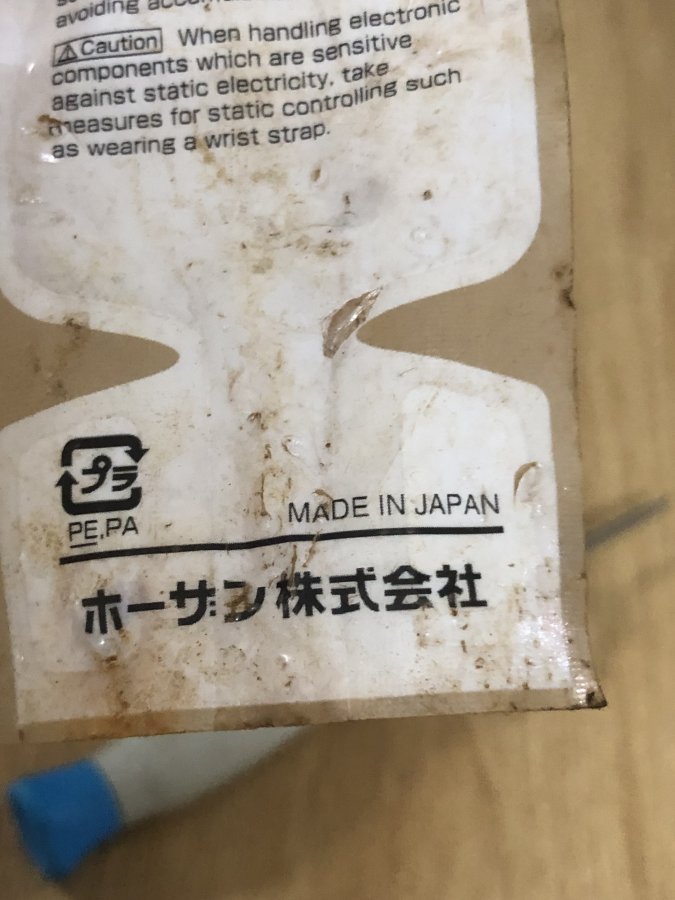 avoiding
⚠Caution When handling electronic
components which are sensitive
against static electricity, take
measures for static controlling such
as wearing a wrist strap.
プラ
PE,PA
MADE IN JAPAN
ホーザン株式会社